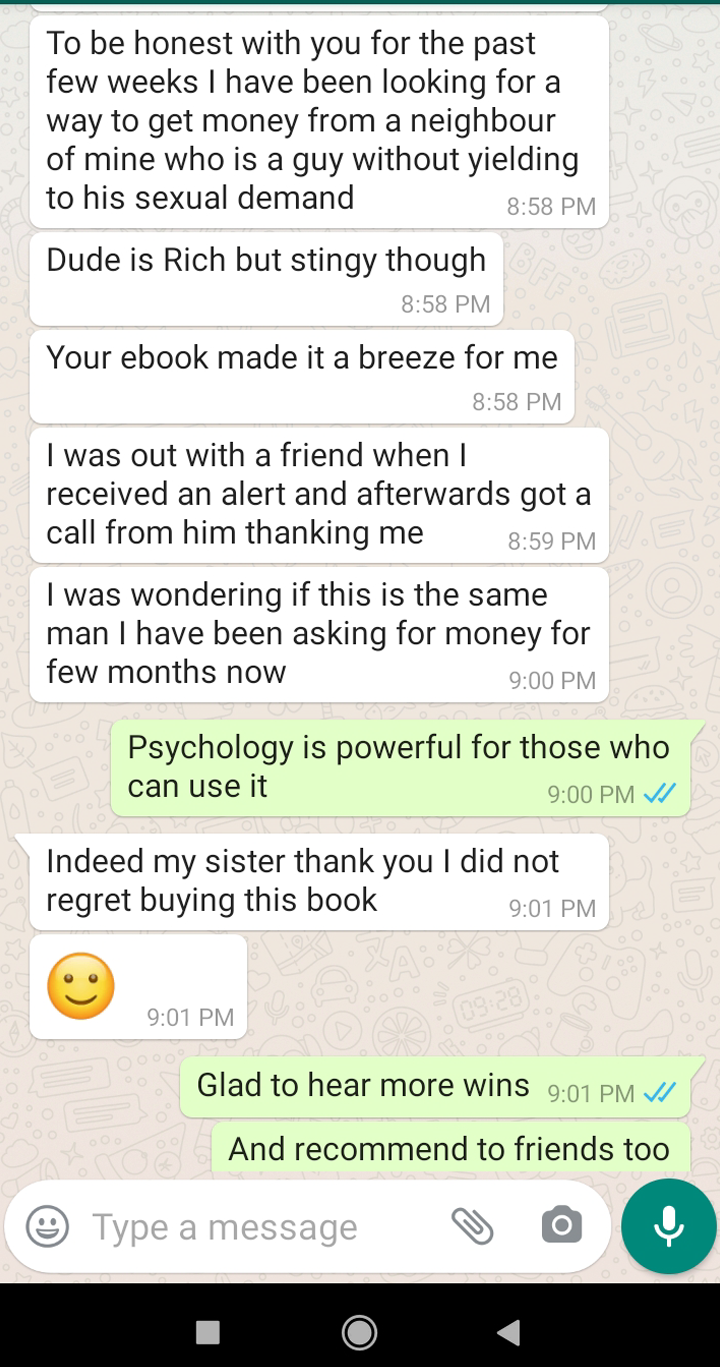 To be honest with you for the past
few weeks I have been looking for a
way to get money from a neighbour
of mine who is a guy without yielding
to his sexual demand
8:58 PM
Dude is Rich but stingy though
8:58 PM
Your ebook made it a breeze for me
8:58 PM
I was out with a friend when I
received an alert and afterwards got a
call from him thanking me
8:59 PM
I was wondering if this is the same
man I have been asking for money for
few months now
9:00 PM
Psychology is powerful for those who
can use it
9:00 PM
Indeed my sister thank you I did not
regret buying this book
9:01 PM
🙂
9:01 PM
Glad to hear more wins
9:01 PM
And recommend to friends too
Type a message